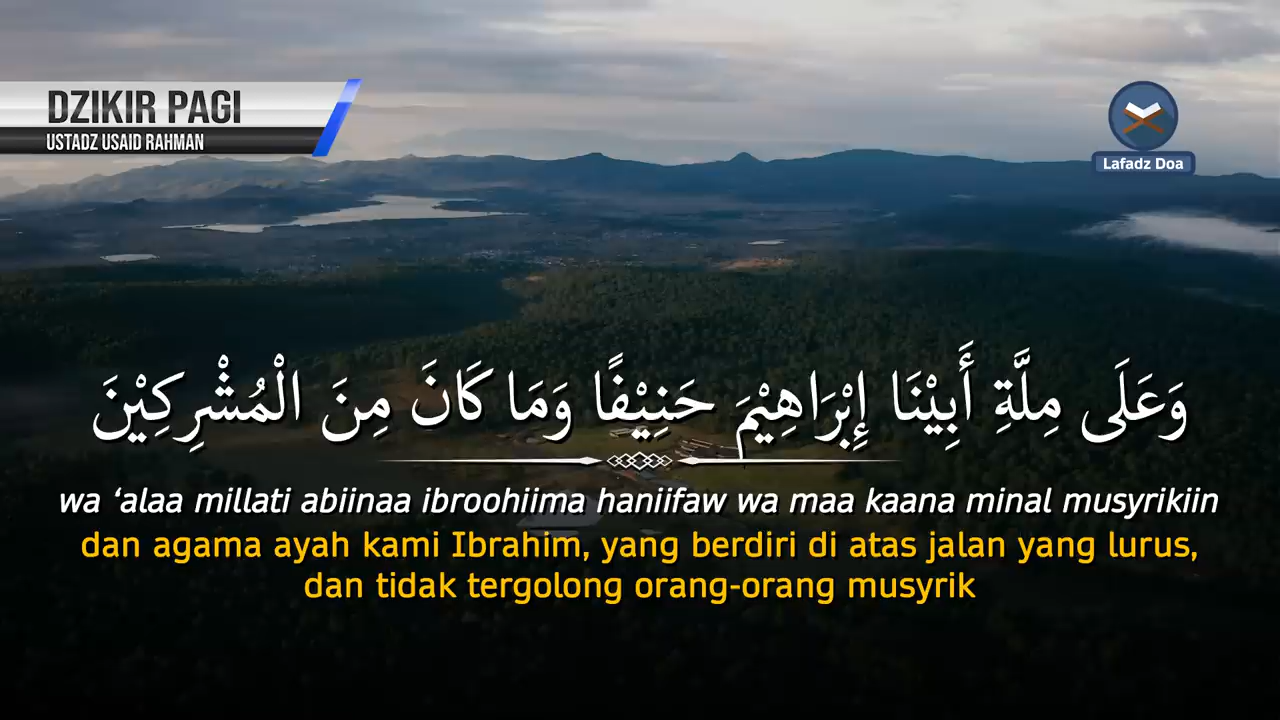 DZIKIR PAGI
USTADZ USAID RAHMAN
Lafadz Doa
وَعَلَى مِلَّةِ أَبِيْنَا إِبْرَاهِيْمَ حَنِيْفًا وَمَا كَانَ مِنَ الْمُشْرِكِيْنَ
wa ‘alaa millati abiinaa ibroohiima haniifaw wa maa kaana minal musyrikiin
dan agama ayah kami Ibrahim, yang berdiri di atas jalan yang lurus,
dan tidak tergolong orang-orang musyrik